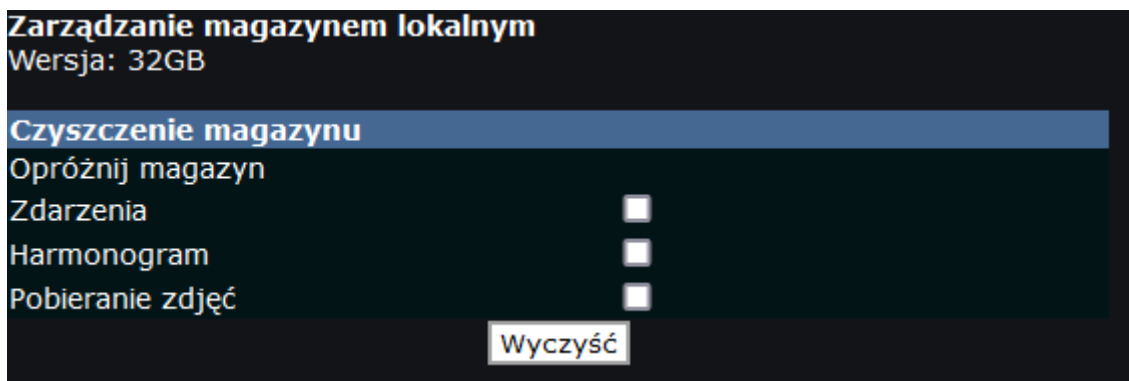 Zarządzanie magazynem lokalnym
Wersja: 32GB
Czyszczenie magazynu
Opróżnij magazyn
Zdarzenia
Harmonogram
Pobieranie zdjęć
Wyczyść